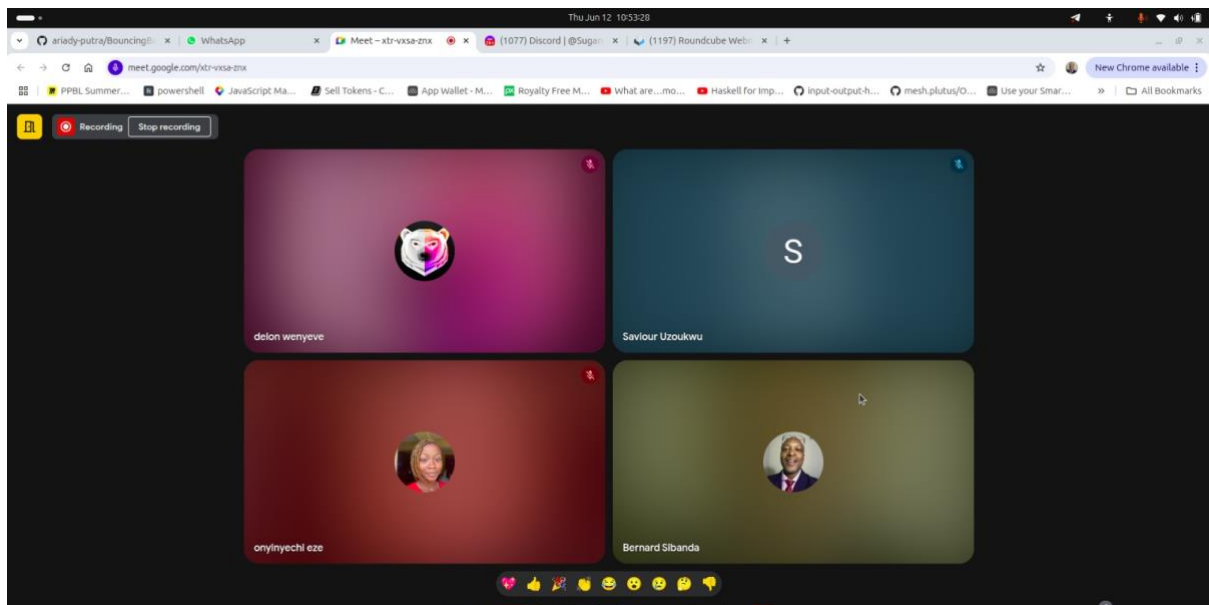 Thu Jun 12 10:53:28
ariady-putra/BouncingB
WhatsApp
Meet – xtr-vxsa-znx
(1077) Discord | @Sugan
(1197) Roundcube Webm
meet.google.com/xtr-vxsa-znx
New Chrome available
PPBL Summer...
powershell
JavaScript Ma...
Sell Tokens - C...
App Wallet - M...
Royalty Free M...
What are...mo...
Haskell for Imp...
input-output-h...
mesh.plutus/O...
Use your Smar...
All Bookmarks
Recording
Stop recording
S
delon wenyeve
Saviour Uzoukwu
onyinyechi eze
Bernard Sibanda